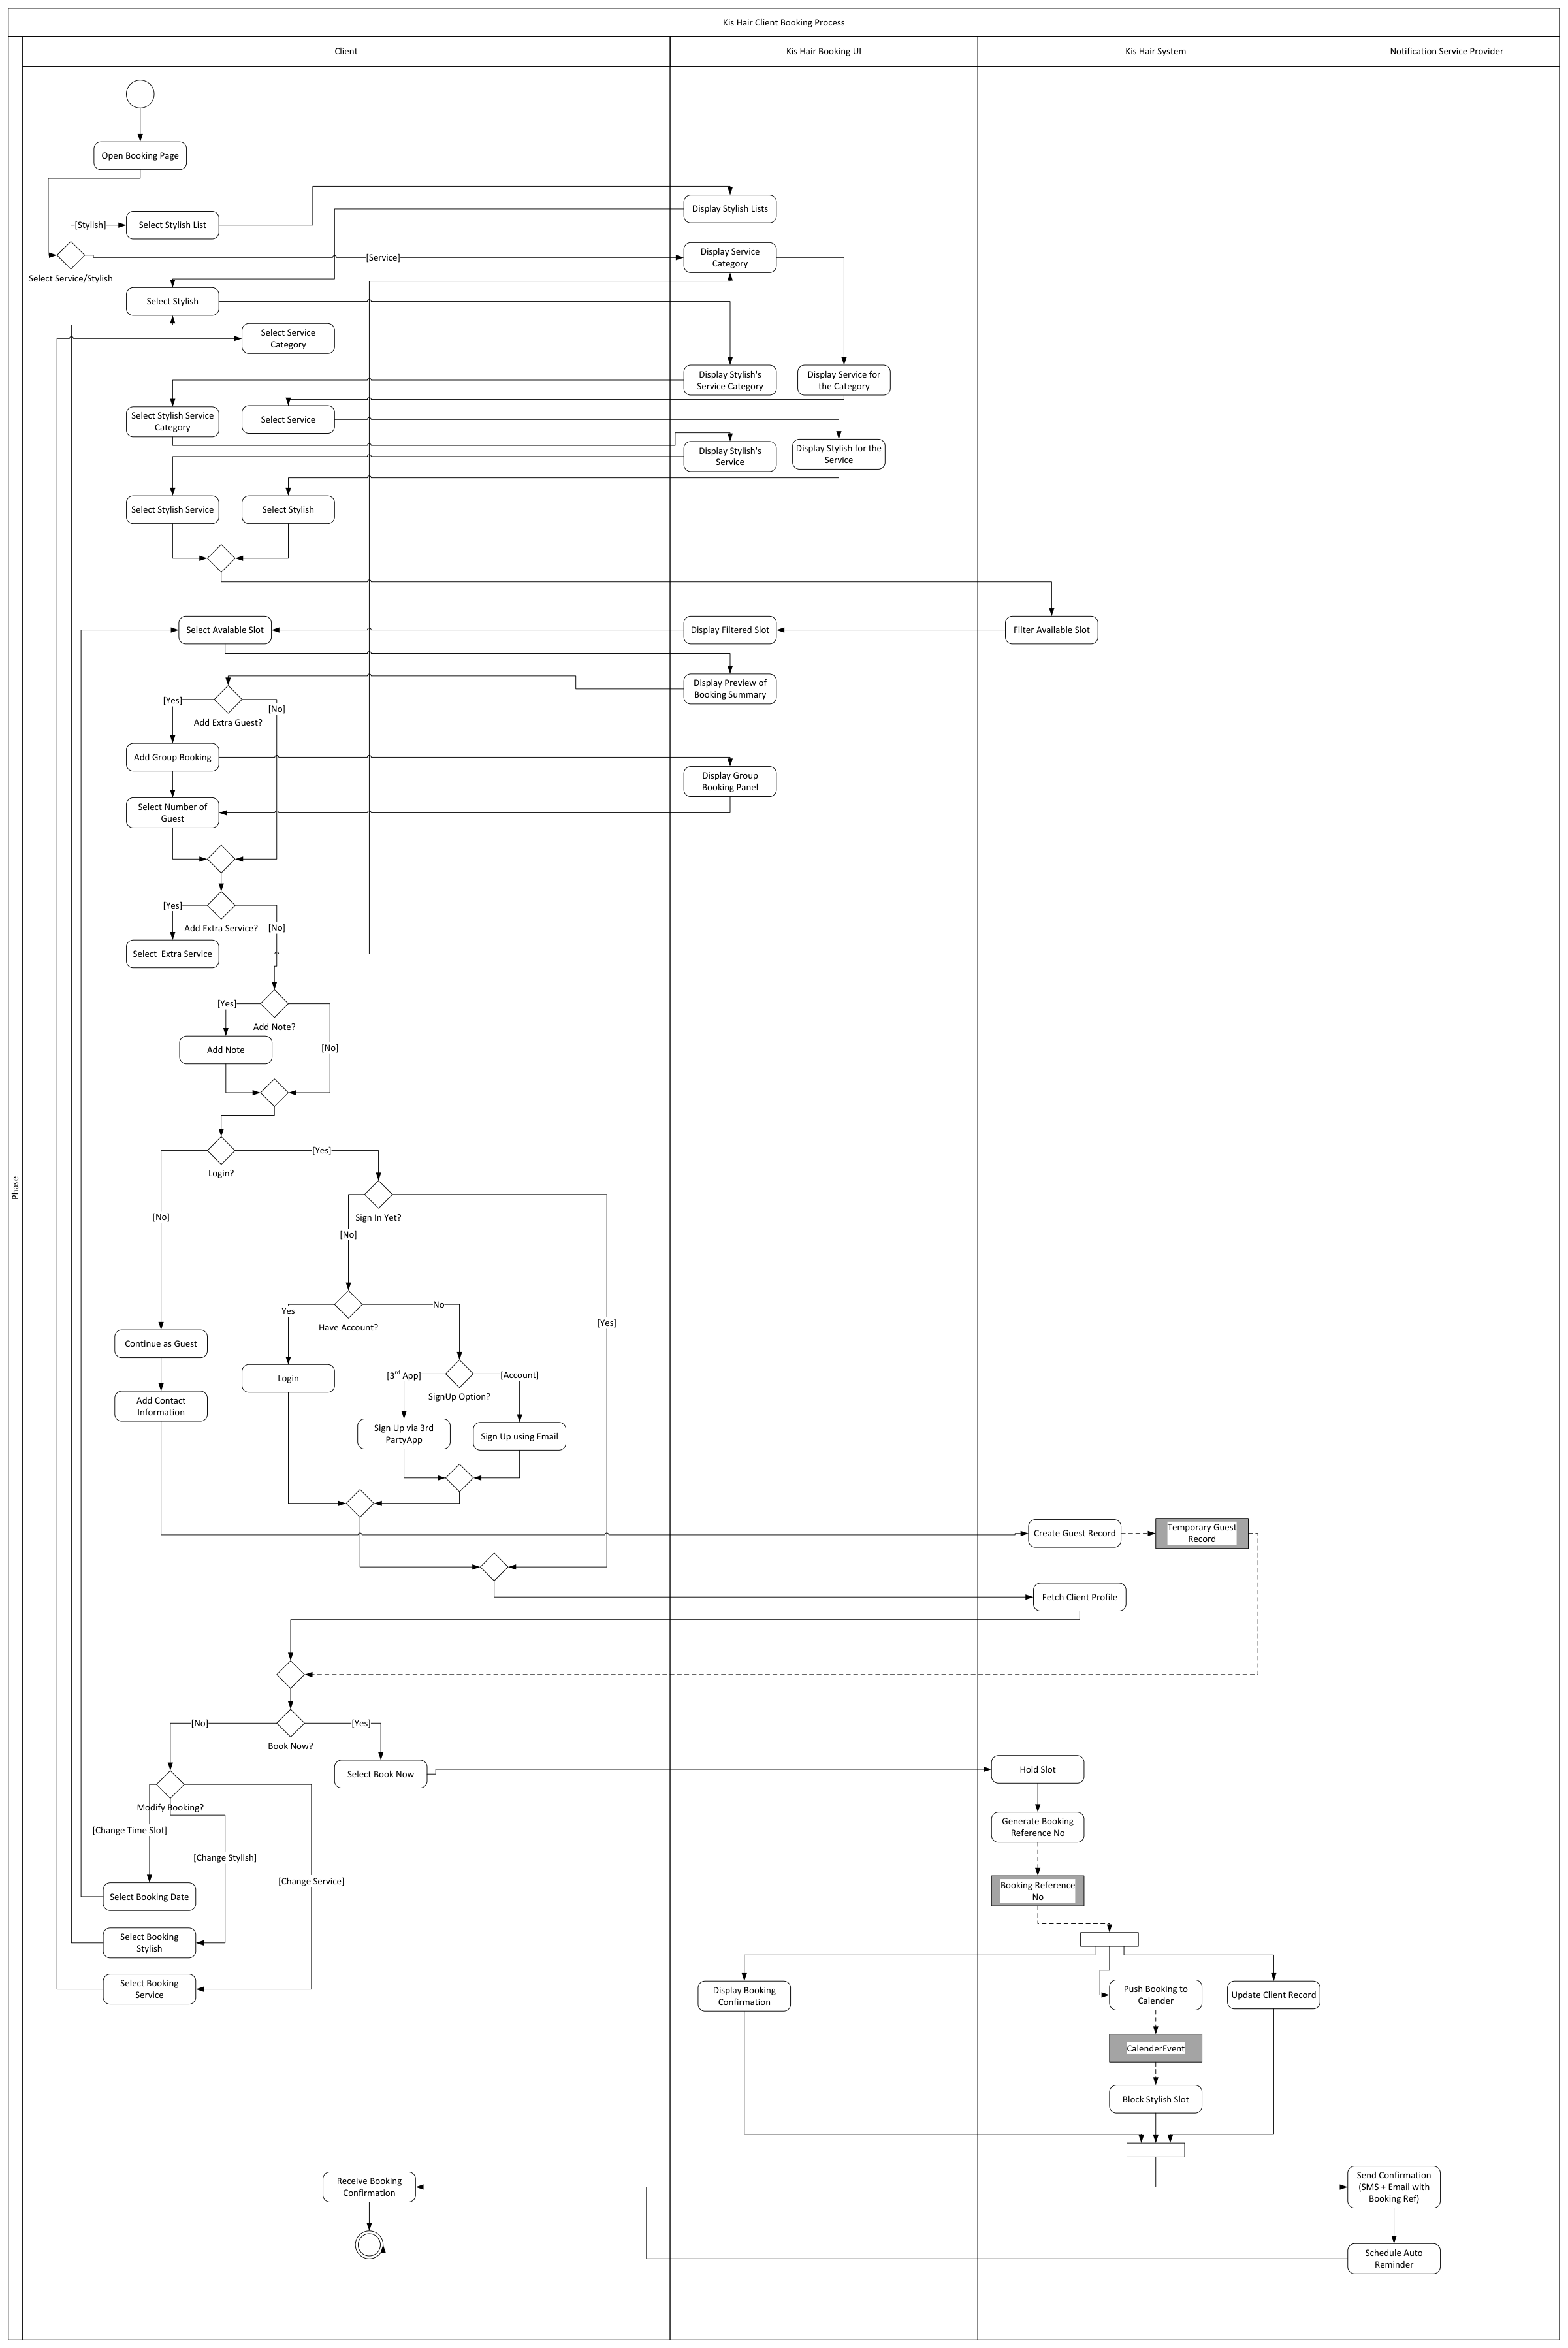 Kis Hair Client Booking Process
Client
Kis Hair Booking UI
Kis Hair System
Notification Service Provider
Phase
Open Booking Page
[Stylish]
Select Stylish List
Display Stylish Lists
Select Service/Stylish
[Service]
Display Service
Category
Select Stylish
Select Service
Category
Display Stylish's
Service Category
Display Service for
the Category
Select Stylish Service
Category
Select Service
Display Stylish's
Service
Display Stylish for the
Service
Select Stylish Service
Select Stylish
Select Avalable Slot
Display Filtered Slot
Filter Available Slot
Display Preview of
Booking Summary
[Yes]
[No]
Add Extra Guest?
Add Group Booking
Display Group
Booking Panel
Select Number of
Guest
[Yes]
Add Extra Service?
[No]
Select  Extra Service
[Yes]
Add Note?
[No]
Add Note
Login?
[Yes]
[No]
Sign In Yet?
[No]
[Yes]
Yes
No
Have Account?
Continue as Guest
Login
[3rd App]
[Account]
SignUp Option?
Add Contact
Information
Sign Up via 3rd
PartyApp
Sign Up using Email
Create Guest Record
Temporary Guest
Record
Fetch Client Profile
[No]
[Yes]
Book Now?
Select Book Now
Hold Slot
Modify Booking?
[Change Time Slot]
[Change Stylish]
[Change Service]
Generate Booking
Reference No
Booking Reference
No
Select Booking Date
Select Booking
Stylish
Select Booking
Service
Display Booking
Confirmation
Push Booking to
Calender
Update Client Record
CalenderEvent
Block Stylish Slot
Receive Booking
Confirmation
Send Confirmation
(SMS + Email with
Booking Ref)
Schedule Auto
Reminder